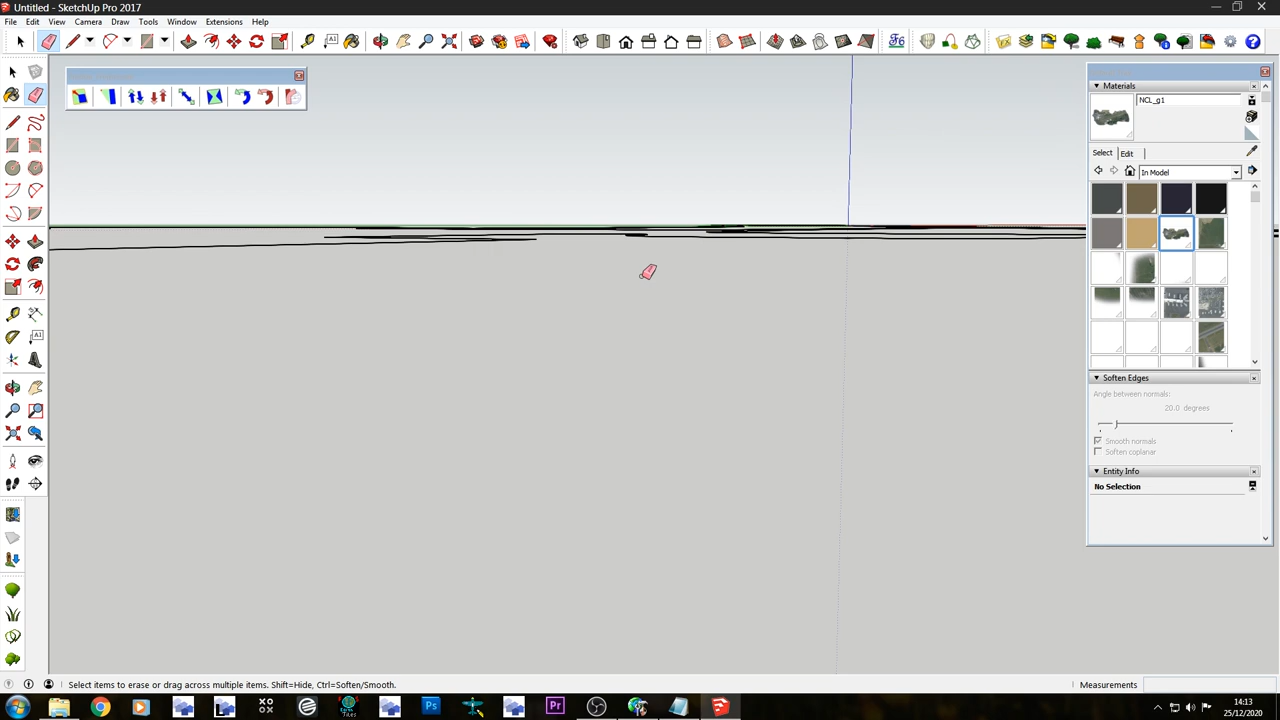 Untitled - SketchUp Pro 2017
File Edit View Camera Draw Tools Window Extensions Help
Materials
NCL_g1
Select Edit
In Model
Soften Edges
Angle between normals:
20.0 degrees
Smooth normals
Soften coplanar
Entity Info
No Selection
Select items to erase or drag across multiple items. Shift=Hide, Ctrl=Soften/Smooth.
Measurements
14:13
25/12/2020